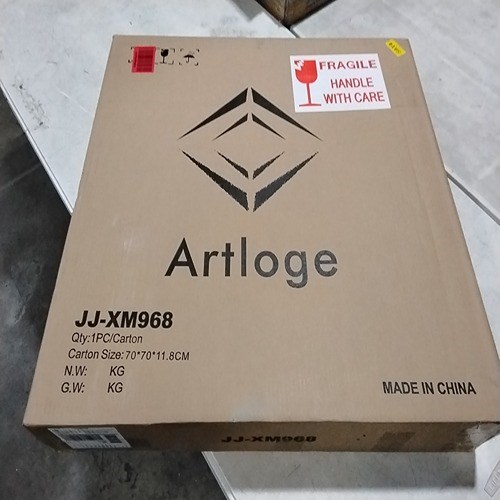 FRAGILE
HANDLE
WITH CARE
Artloge
JJ-XM968
Qty:1PC/Carton
Carton Size:70*70*11.8CM
N.W: KG
G.W: KG
MADE IN CHINA
JJ-XM968